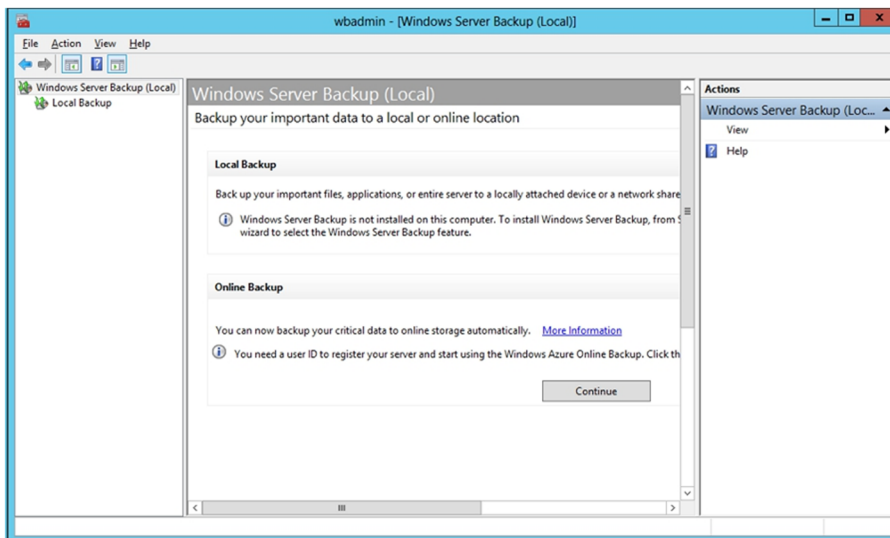 wbadmin - [Windows Server Backup (Local)]
File Action View Help
Windows Server Backup (Local)
Local Backup
Windows Server Backup (Local)
Backup your important data to a local or online location
Local Backup
Back up your important files, applications, or entire server to a locally attached device or a network share
Windows Server Backup is not installed on this computer. To install Windows Server Backup, from
wizard to select the Windows Server Backup feature.
Online Backup
You can now backup your critical data to online storage automatically. More Information
You need a user ID to register your server and start using the Windows Azure Online Backup. Click th
Continue
Actions
Windows Server Backup (Loc...
View
Help